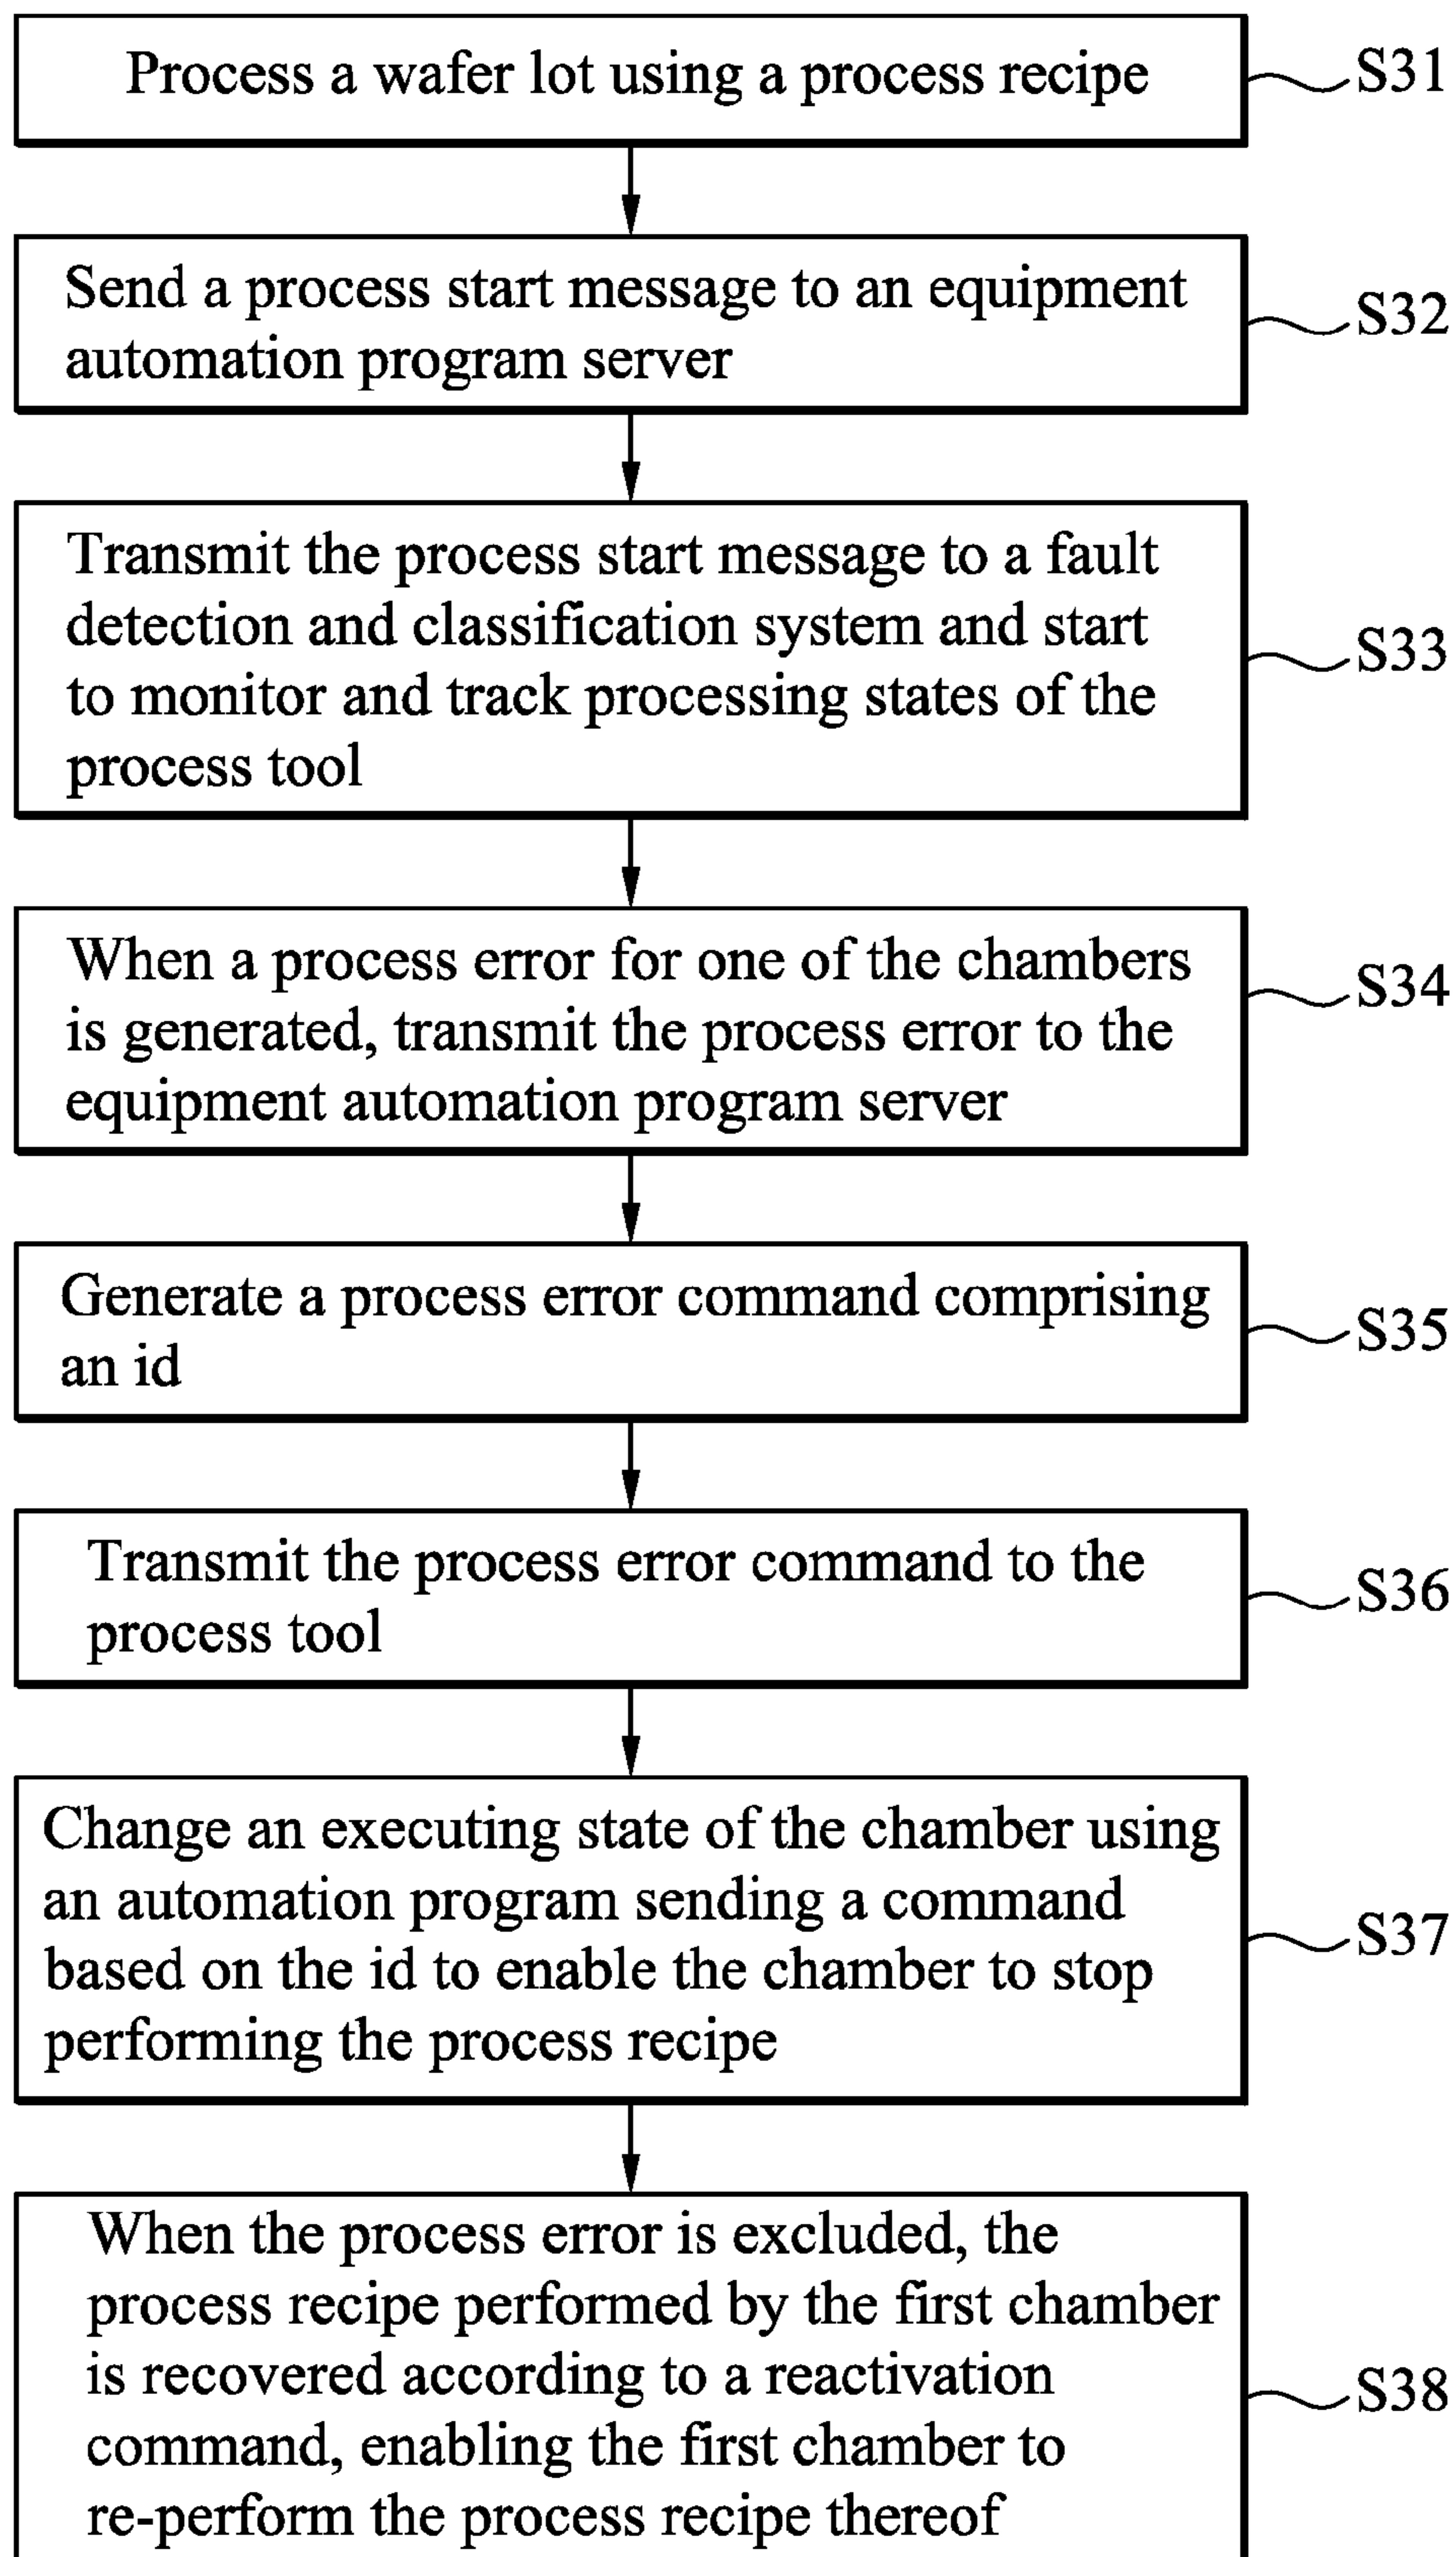 Process a wafer lot using a process recipe
S31
Send a process start message to an equipment
automation program server
S32
Transmit the process start message to a fault
detection and classification system and start
to monitor and track processing states of the
process tool
S33
When a process error for one of the chambers
is generated, transmit the process error to the
equipment automation program server
S34
Generate a process error command comprising
an id
S35
Transmit the process error command to the
process tool
S36
Change an executing state of the chamber using
an automation program sending a command
based on the id to enable the chamber to stop
performing the process recipe
S37
When the process error is excluded, the
process recipe performed by the first chamber
is recovered according to a reactivation
command, enabling the first chamber to
re-perform the process recipe thereof
S38